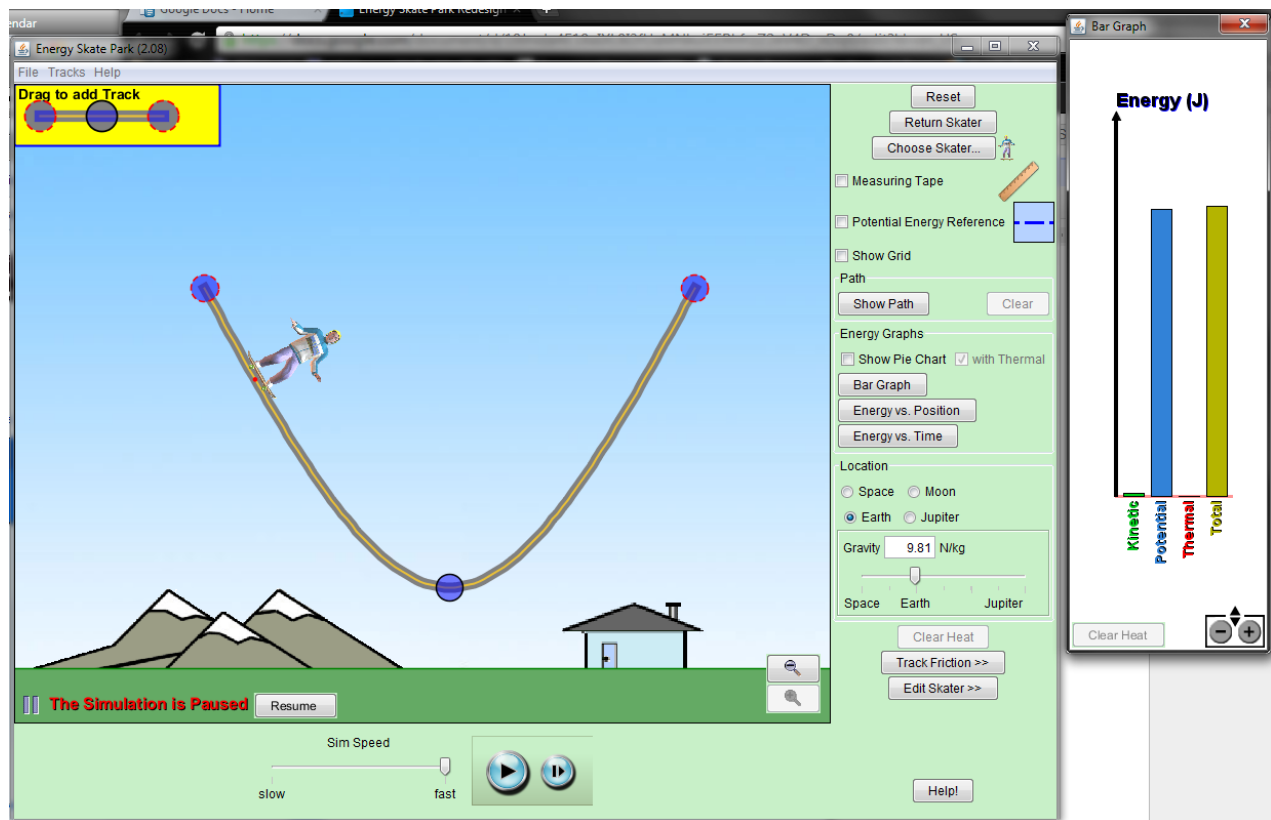 Google Docs - Home
Energy Skate Park Redesign
endar
Energy Skate Park (2.08)
File Tracks Help
Drag to add Track
Reset
Return Skater
Choose Skater...
Measuring Tape
Potential Energy Reference
Show Grid
Path
Show Path Clear
Energy Graphs
Show Pie Chart with Thermal
Bar Graph
Energy vs. Position
Energy vs. Time
Location
Space Moon
Earth Jupiter
Gravity 9.81 N/kg
Space Earth Jupiter
Clear Heat
Track Friction >>
Edit Skater >>
The Simulation is Paused Resume
Sim Speed
slow fast
Help!
Bar Graph
Energy (J)
Kinetic
Potential
Thermal
Total
Clear Heat